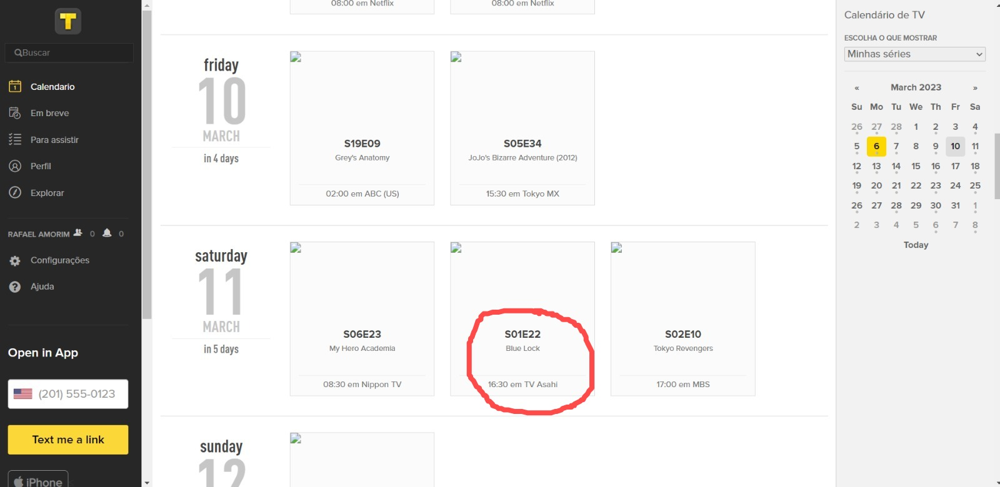 T
Buscar
Calendario
Em breve
Para assistir
Perfil
Explorar
RAFAEL AMORIM 0 0
Configurações
Ajuda
Open in App
(201) 555-0123
Text me a link
iPhone
08:00 em Netflix
08:00 em Netflix
friday
10
MARCH
in 4 days
S19E09
Grey's Anatomy
02:00 em ABC (US)
S05E34
JoJo's Bizarre Adventure (2012)
15:30 em Tokyo MX
saturday
11
MARCH
in 5 days
S06E23
My Hero Academia
08:30 em Nippon TV
S01E22
Blue Lock
16:30 em TV Asahi
S02E10
Tokyo Revengers
17:00 em MBS
sunday
12
Calendário de TV
ESCOLHA O QUE MOSTRAR
Minhas séries
« March 2023 »
Su Mo Tu We Th Fr Sa
26 27 28 1 2 3 4
5 6 7 8 9 10 11
12 13 14 15 16 17 18
19 20 21 22 23 24 25
26 27 28 29 30 31 1
2 3 4 5 6 7 8
Today